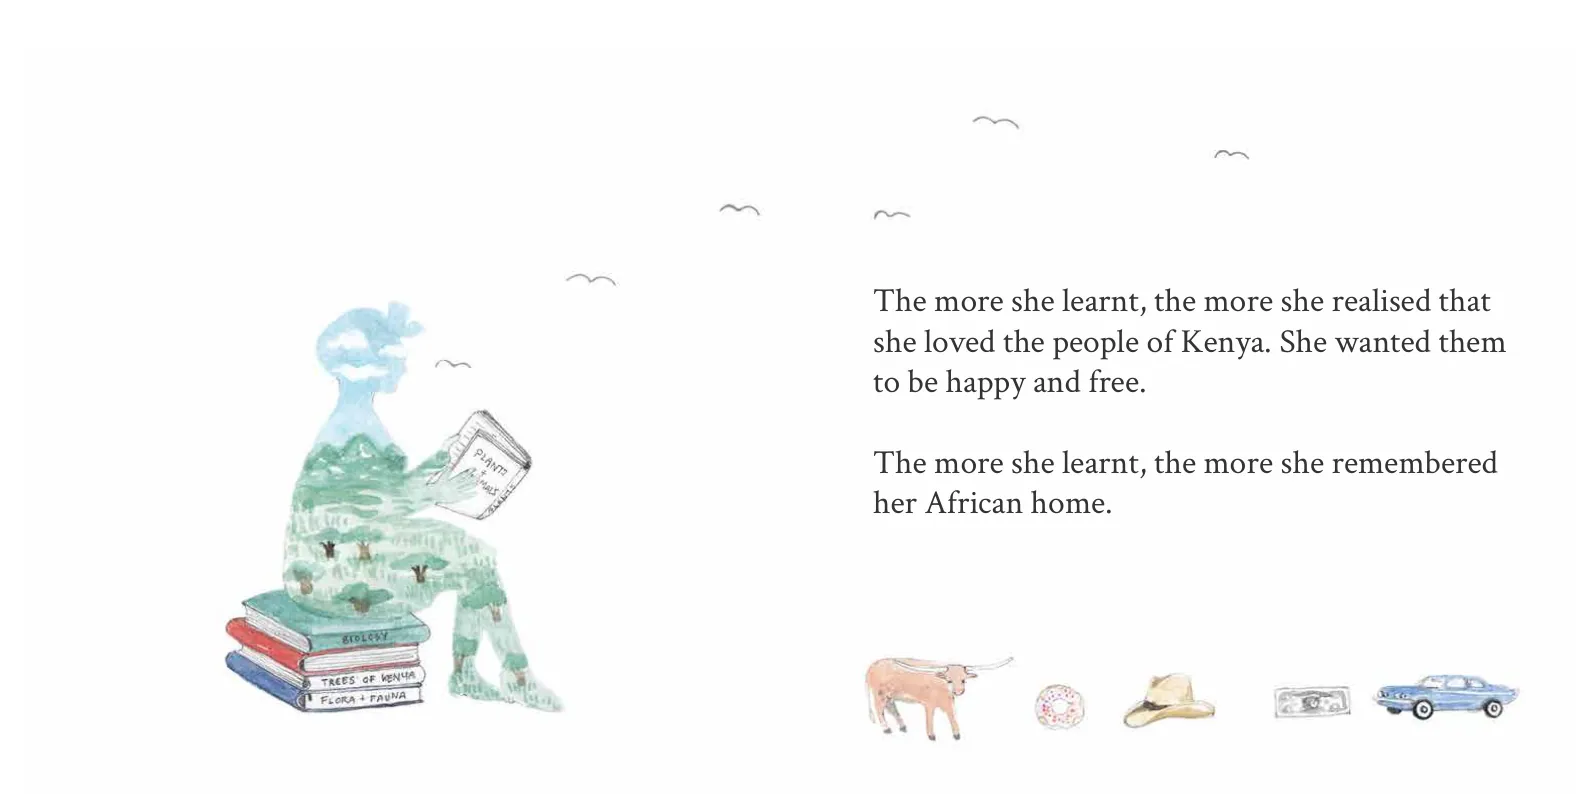 PLANTS
+
ANIMALS
BIOLOGY
TREES OF KENYA
FLORA + FAUNA
The more she learnt, the more she realised that
she loved the people of Kenya. She wanted them
to be happy and free.
The more she learnt, the more she remembered
her African home.